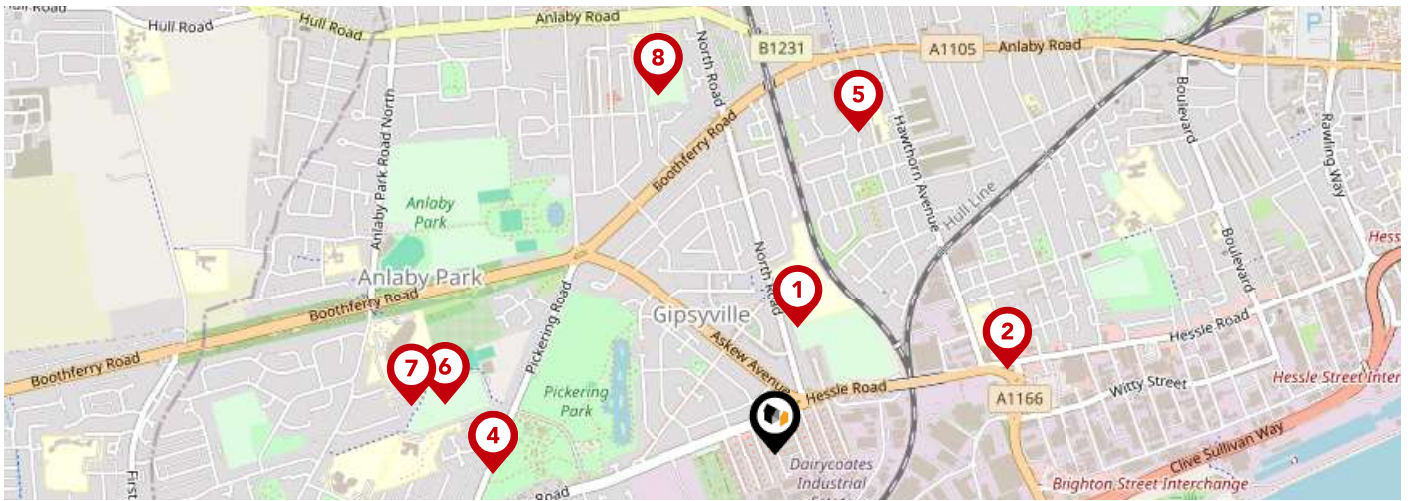 Hull Road
Hull Road
Hull Road
Anlaby Road
B1231
A1105
Anlaby Road
P
8
North Road
5
Boulevard
Rawling Way
Anlaby Park Road North
Boothferry Road
Hawthorn Avenue
Hull Line
Anlaby
Park
Boulevard
Hess
Anlaby Park
North Road
1
Boothferry Road
Pickering Road
Gipsyville
2
Hessle Road
Askew Avenue
Boothferry Road
7
6
Pickering
Park
Hessle Road
A1166
Witty Street
Hessle Street Inter
4
Dairycoates
Industrial
Clive Sullivan Way
First
Road
Brighton Street Interchange